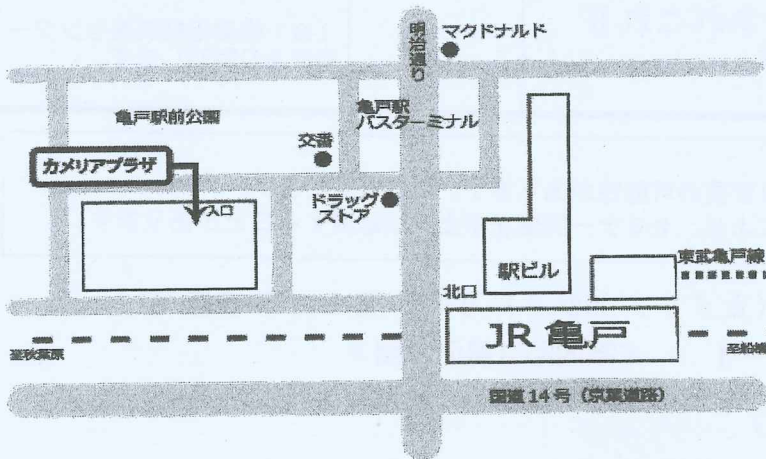 マクドナルド
明治通り
亀戸駅前公園
亀戸駅
バスターミナル
交番
カメリアプラザ
入口
ドラッグ
ストア
駅ビル
東武亀戸線
北口
JR 亀戸
至秋葉原
至船橋
国道14号（京葉道路）